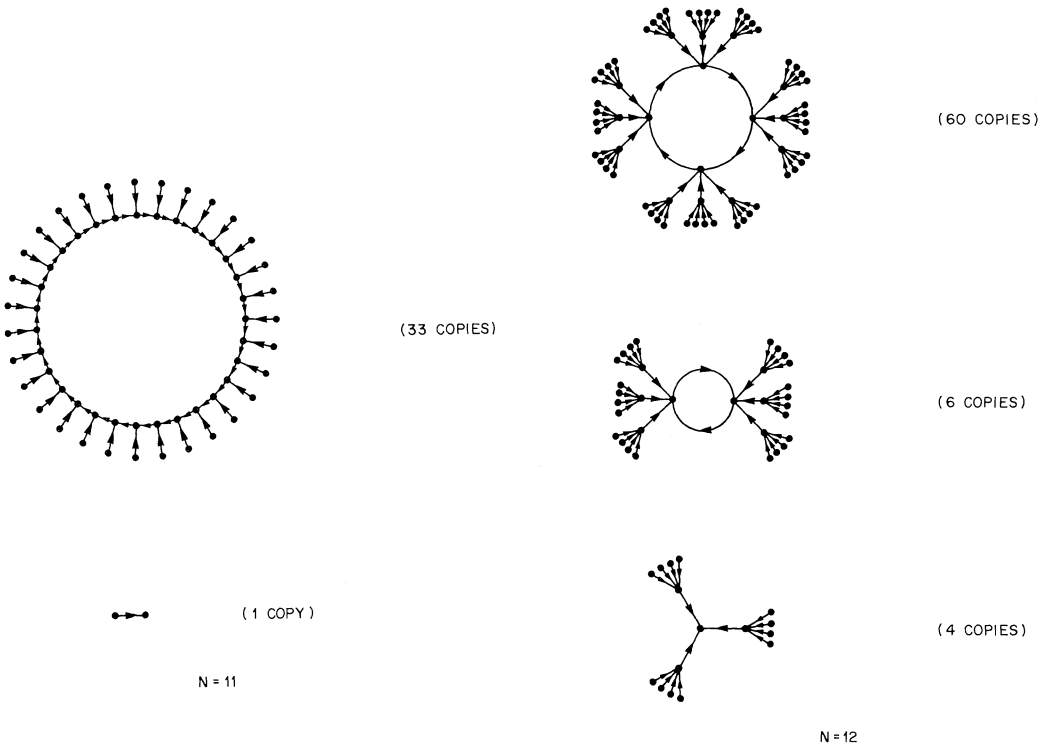 (60 COPIES)
(33 COPIES)
(6 COPIES)
(1 COPY)
(4 COPIES)
N = 11
N = 12